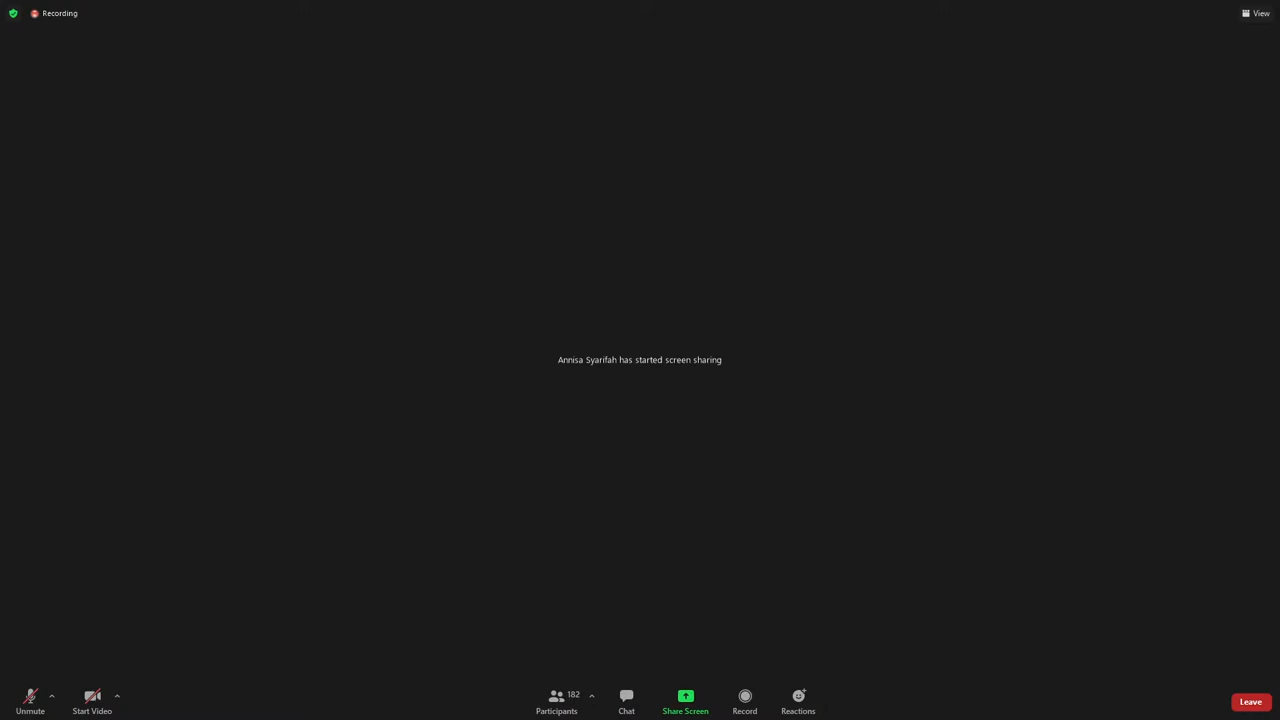 Recording
View
Annisa Syarifah has started screen sharing
Unmute
Start Video
182
Participants
Chat
Share Screen
Record
Reactions
Leave